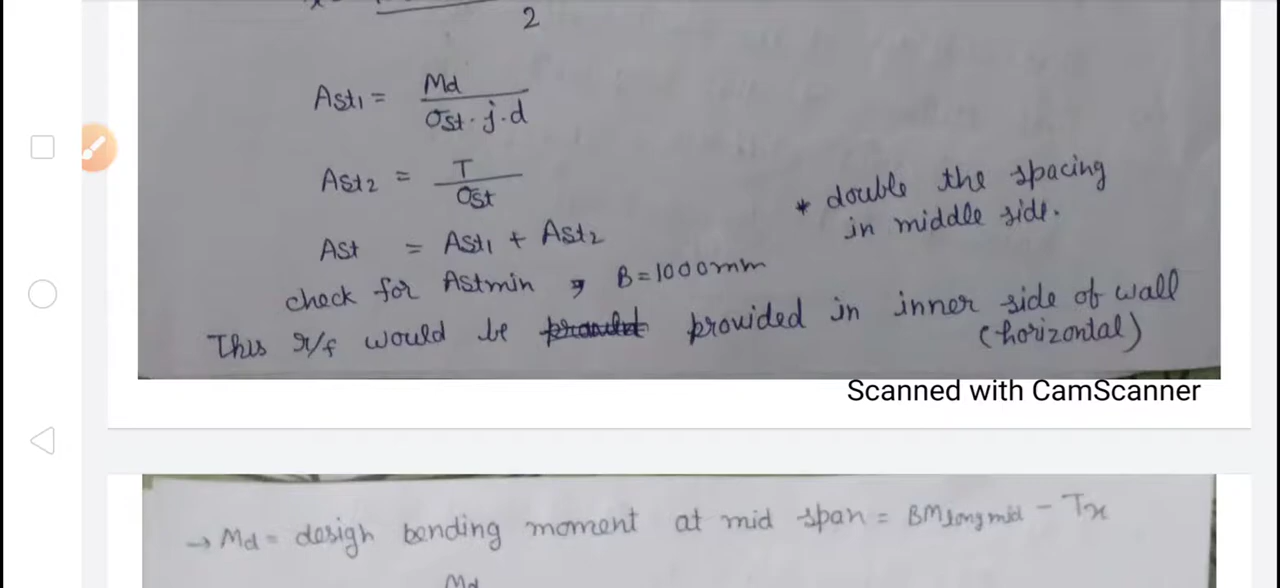 2
Ast1 = Md / σst · j · d
Ast2 = T / σst
* double the spacing
in middle side.
Ast = Ast1 + Ast2
check for Astmin , B = 1000mm
This r/f would be provided in inner side of wall
(horizontal)
Scanned with CamScanner
→ Md = desigh bending moment at mid span = BMlong mid - Tx
Md